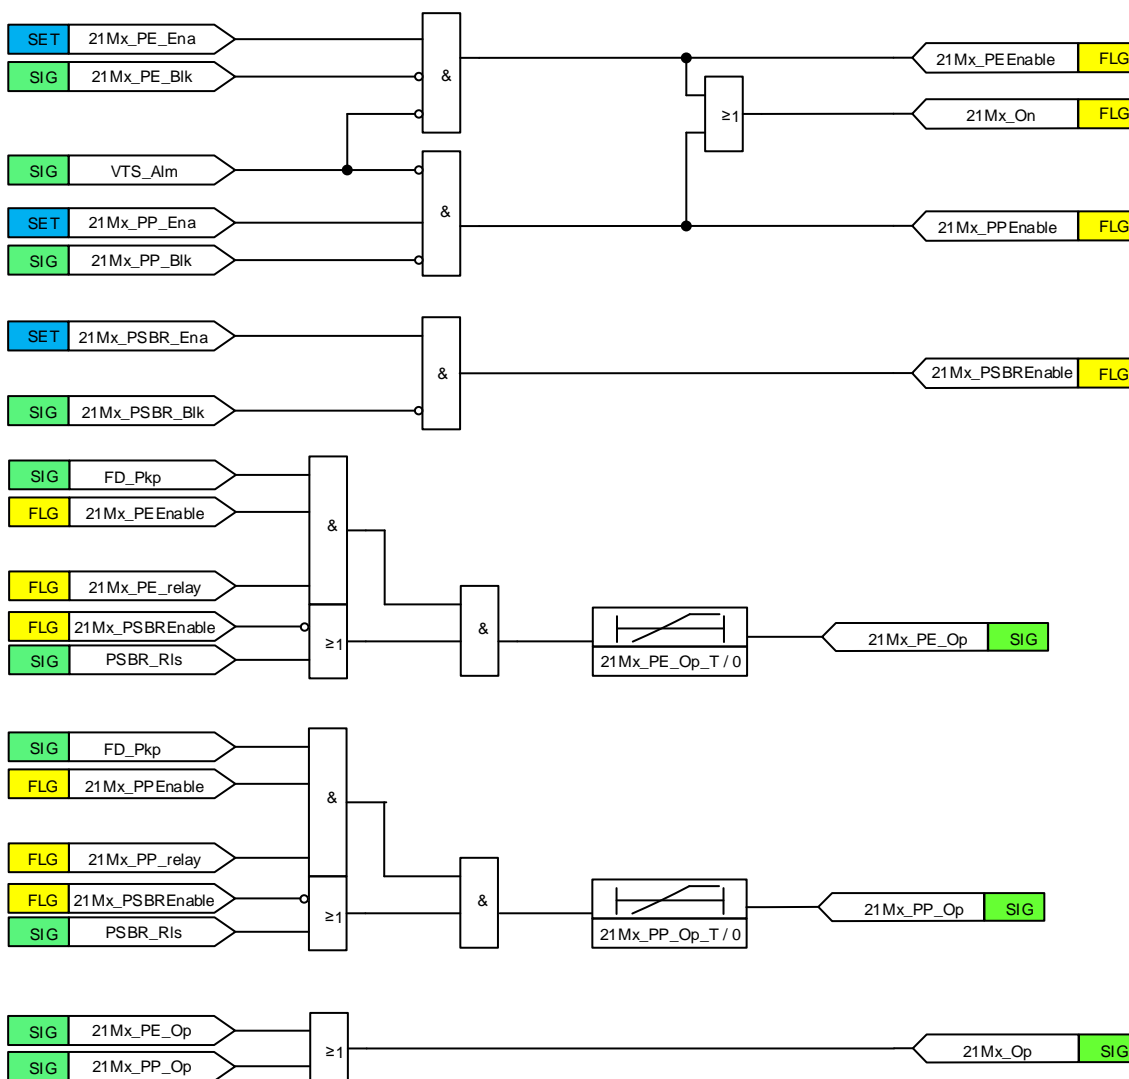 SET 21Mx_PE_Ena
SIG 21Mx_PE_Blk
&
21Mx_PEEnable FLG
≥1
21Mx_On FLG
SIG VTS_Alm
SET 21Mx_PP_Ena
&
SIG 21Mx_PP_Blk
21Mx_PPEnable FLG
SET 21Mx_PSBR_Ena
&
21Mx_PSBREnable FLG
SIG 21Mx_PSBR_Blk
SIG FD_Pkp
FLG 21Mx_PEEnable
&
FLG 21Mx_PE_relay
FLG 21Mx_PSBREnable
≥1
SIG PSBR_Rls
&
21Mx_PE_Op_T / 0
21Mx_PE_Op SIG
SIG FD_Pkp
FLG 21Mx_PPEnable
&
FLG 21Mx_PP_relay
FLG 21Mx_PSBREnable
≥1
SIG PSBR_Rls
&
21Mx_PP_Op_T / 0
21Mx_PP_Op SIG
SIG 21Mx_PE_Op
≥1
SIG 21Mx_PP_Op
21Mx_Op SIG